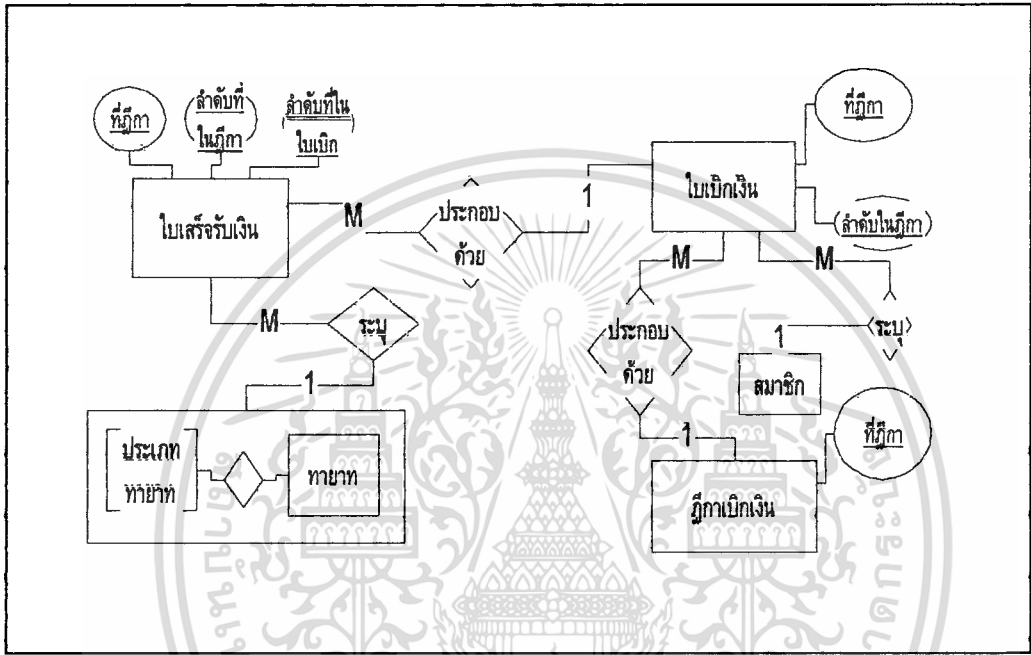 ที่ฎีกา
ลำดับที่
ในฎีกา
ลำดับที่ใน
ใบเบิก
ใบเสร็จรับเงิน
M
ประกอบ
ด้วย
1
ใบเบิกเงิน
ที่ฎีกา
ลำดับในฎีกา
M
ระบุ
1
ประเภท
ทายาท
ทายาท
M
M
ประกอบ
ด้วย
1
ระบุ
1
สมาชิก
ที่ฎีกา
ฎีกาเบิกเงิน